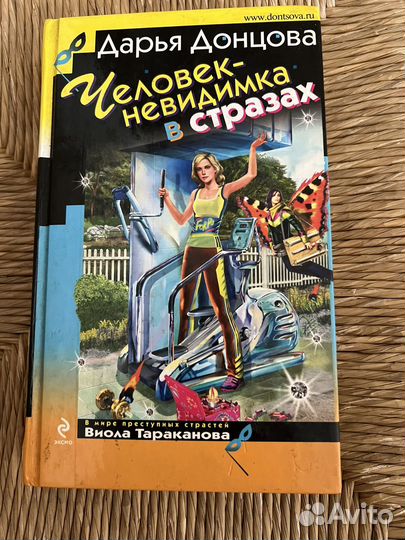 www.dontsova.ru
Дарья Донцова
Человек-
невидимка
в стразах
В мире преступных страстей
Виола Тараканова
ЭКСМО
Avito